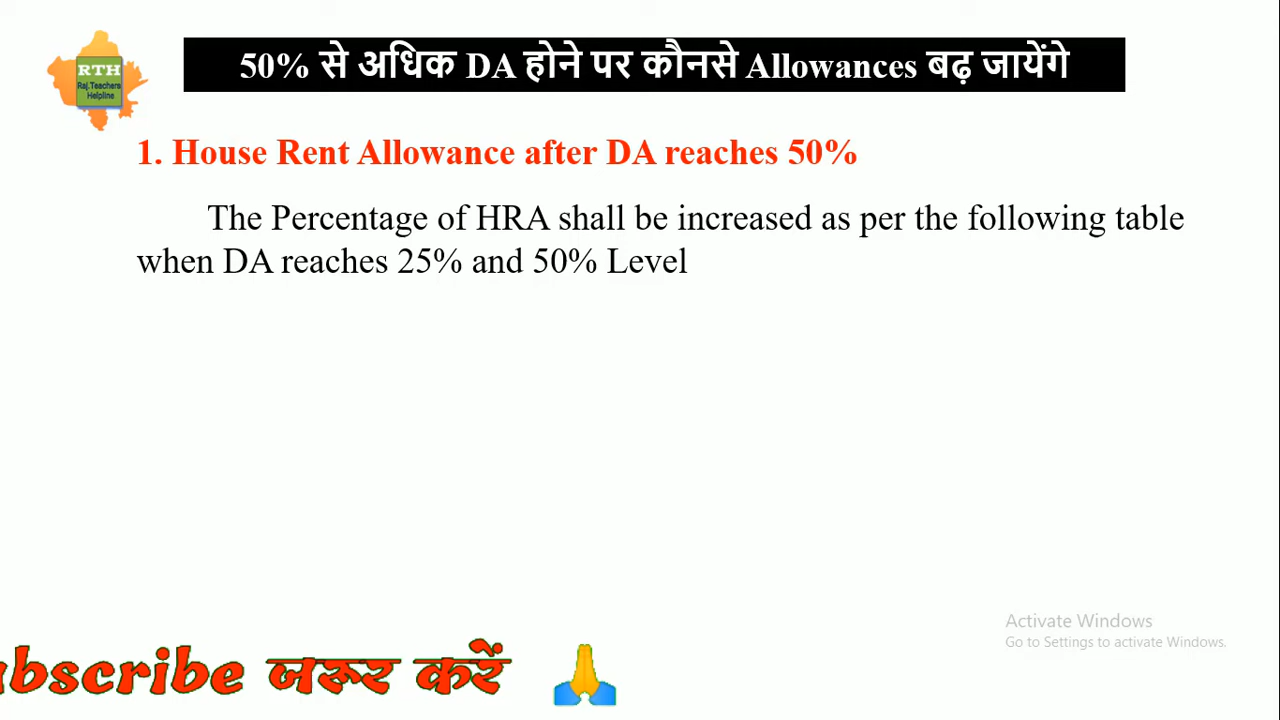 RTH
Raj.Teachers
Helpline
50% से अधिक DA होने पर कौनसे Allowances बढ़ जायेंगे
1. House Rent Allowance after DA reaches 50%
The Percentage of HRA shall be increased as per the following table
when DA reaches 25% and 50% Level
Activate Windows
Go to Settings to activate Windows.
ubscribe जरूर करें